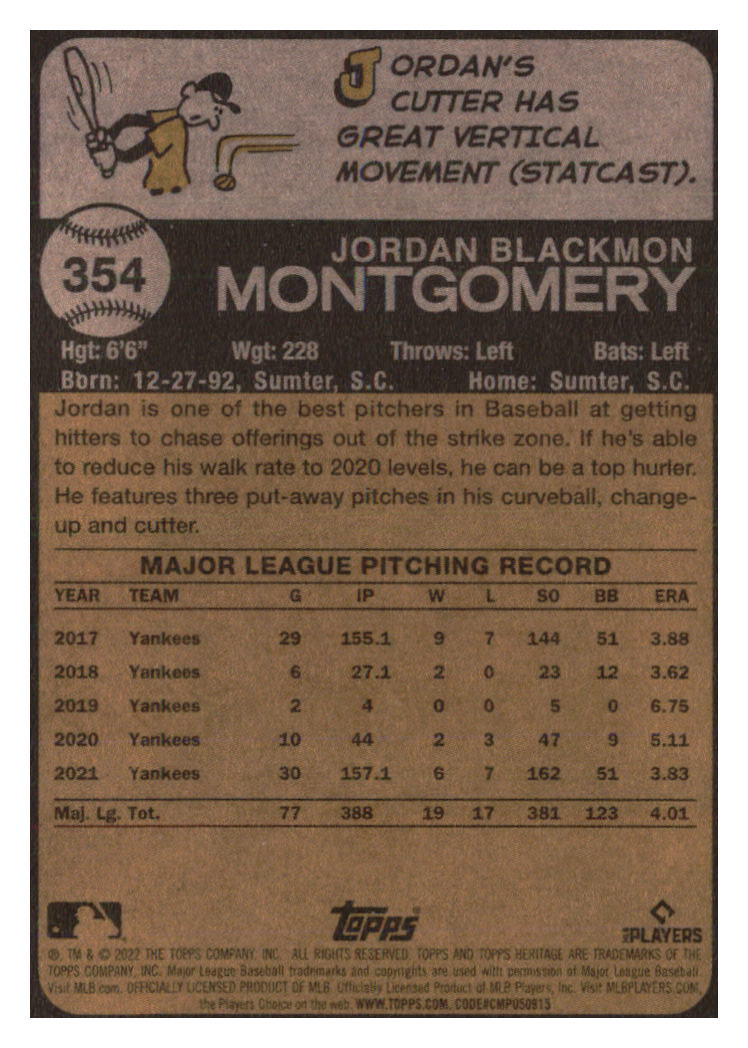 JORDAN'S
CUTTER HAS
GREAT VERTICAL
MOVEMENT (STATCAST).
354
JORDAN BLACKMON
MONTGOMERY
Hgt: 6'6" Wgt: 228 Throws: Left Bats: Left
Born: 12-27-92, Sumter, S.C. Home: Sumter, S.C.
Jordan is one of the best pitchers in Baseball at getting
hitters to chase offerings out of the strike zone. If he's able
to reduce his walk rate to 2020 levels, he can be a top hurler.
He features three put-away pitches in his curveball, change-
up and cutter.
MAJOR LEAGUE PITCHING RECORD
YEAR TEAM G IP W L SO BB ERA
2017 Yankees 29 155.1 9 7 144 51 3.88
2018 Yankees 6 27.1 2 0 23 12 3.62
2019 Yankees 2 4 0 0 5 0 6.75
2020 Yankees 10 44 2 3 47 9 5.11
2021 Yankees 30 157.1 6 7 162 51 3.83
Maj. Lg. Tot. 77 388 19 17 381 123 4.01
topps
PLAYERS
®, TM & © 2022 THE TOPPS COMPANY, INC. ALL RIGHTS RESERVED. TOPPS AND TOPPS HERITAGE ARE TRADEMARKS OF THE
TOPPS COMPANY, INC. Major League Baseball trademarks and copyrights are used with permission of Major League Baseball.
Visit MLB.com. OFFICIALLY LICENSED PRODUCT OF MLB Officially Licensed Product of MLB Players, Inc. Visit MLBPLAYERS.COM,
the Players Choice on the web. WWW.TOPPS.COM. CODE#CMP050915